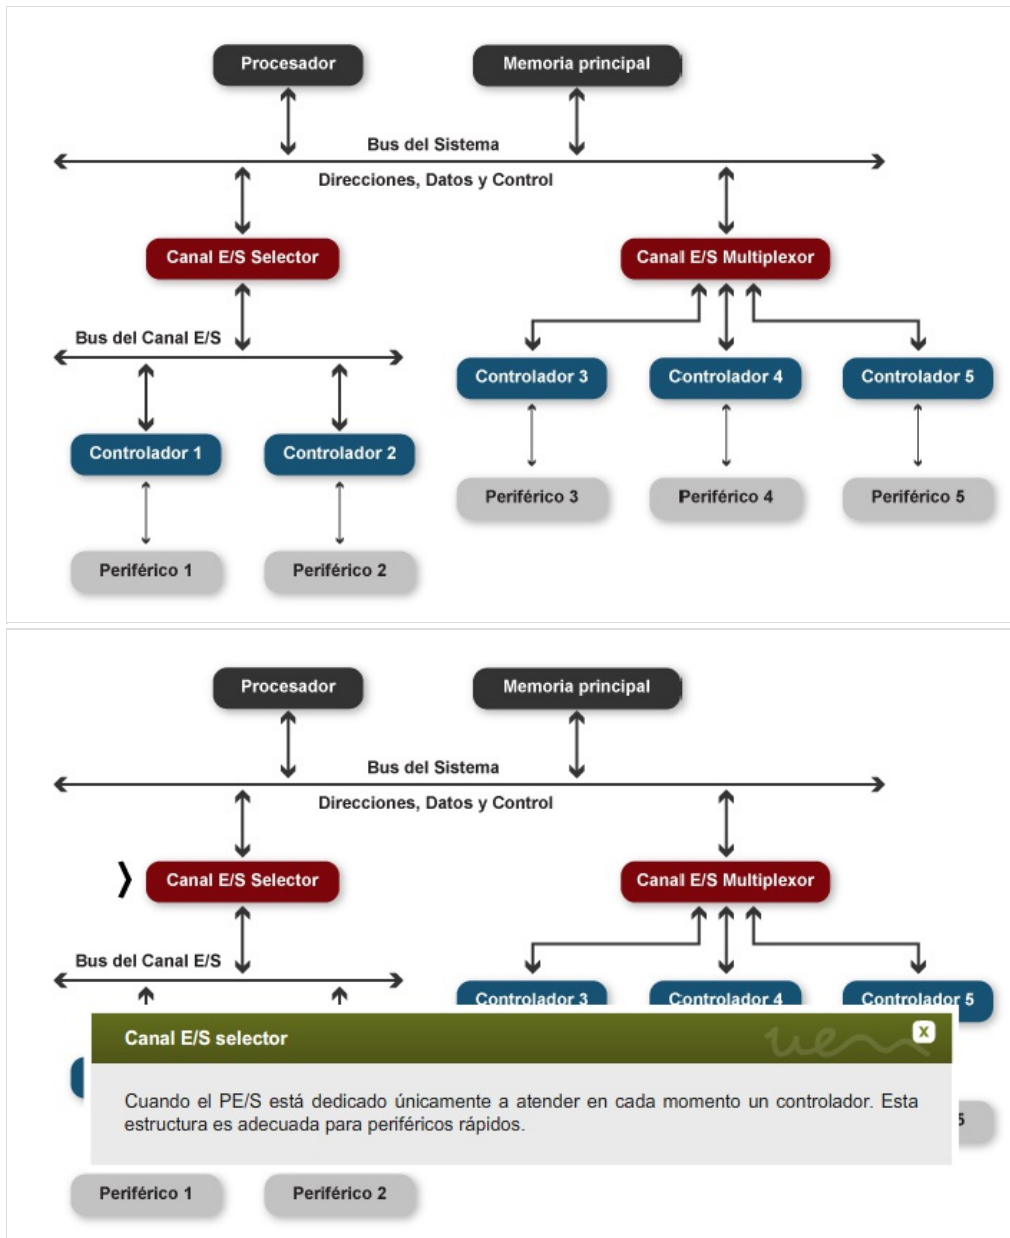 Procesador
Memoria principal
Bus del Sistema
Direcciones, Datos y Control
Canal E/S Selector
Canal E/S Multiplexor
Bus del Canal E/S
Controlador 3
Controlador 4
Controlador 5
Controlador 1
Controlador 2
Periférico 3
Periférico 4
Periférico 5
Periférico 1
Periférico 2
Procesador
Memoria principal
Bus del Sistema
Direcciones, Datos y Control
Canal E/S Selector
Canal E/S Multiplexor
Bus del Canal E/S
Controlador 3
Controlador 4
Controlador 5
Canal E/S selector
uem
X
Cuando el PE/S está dedicado únicamente a atender en cada momento un controlador. Esta
estructura es adecuada para periféricos rápidos.
5
Periférico 1
Periférico 2